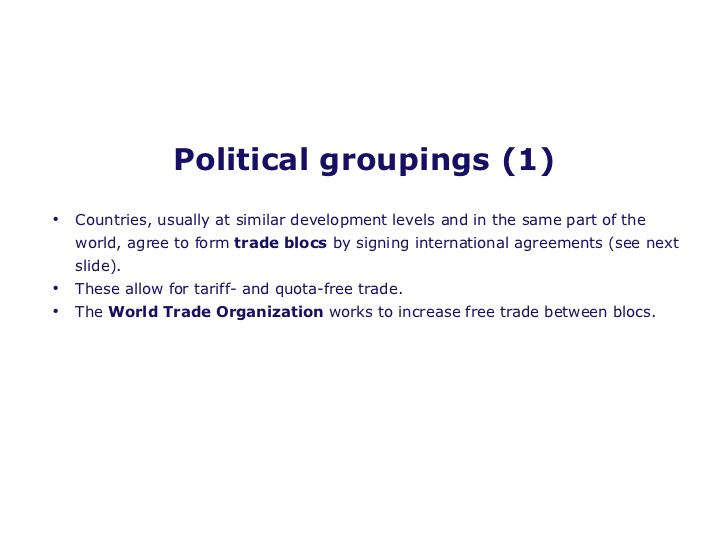 Political groupings (1)
• Countries, usually at similar development levels and in the same part of the
world, agree to form trade blocs by signing international agreements (see next
slide).
• These allow for tariff- and quota-free trade.
• The World Trade Organization works to increase free trade between blocs.